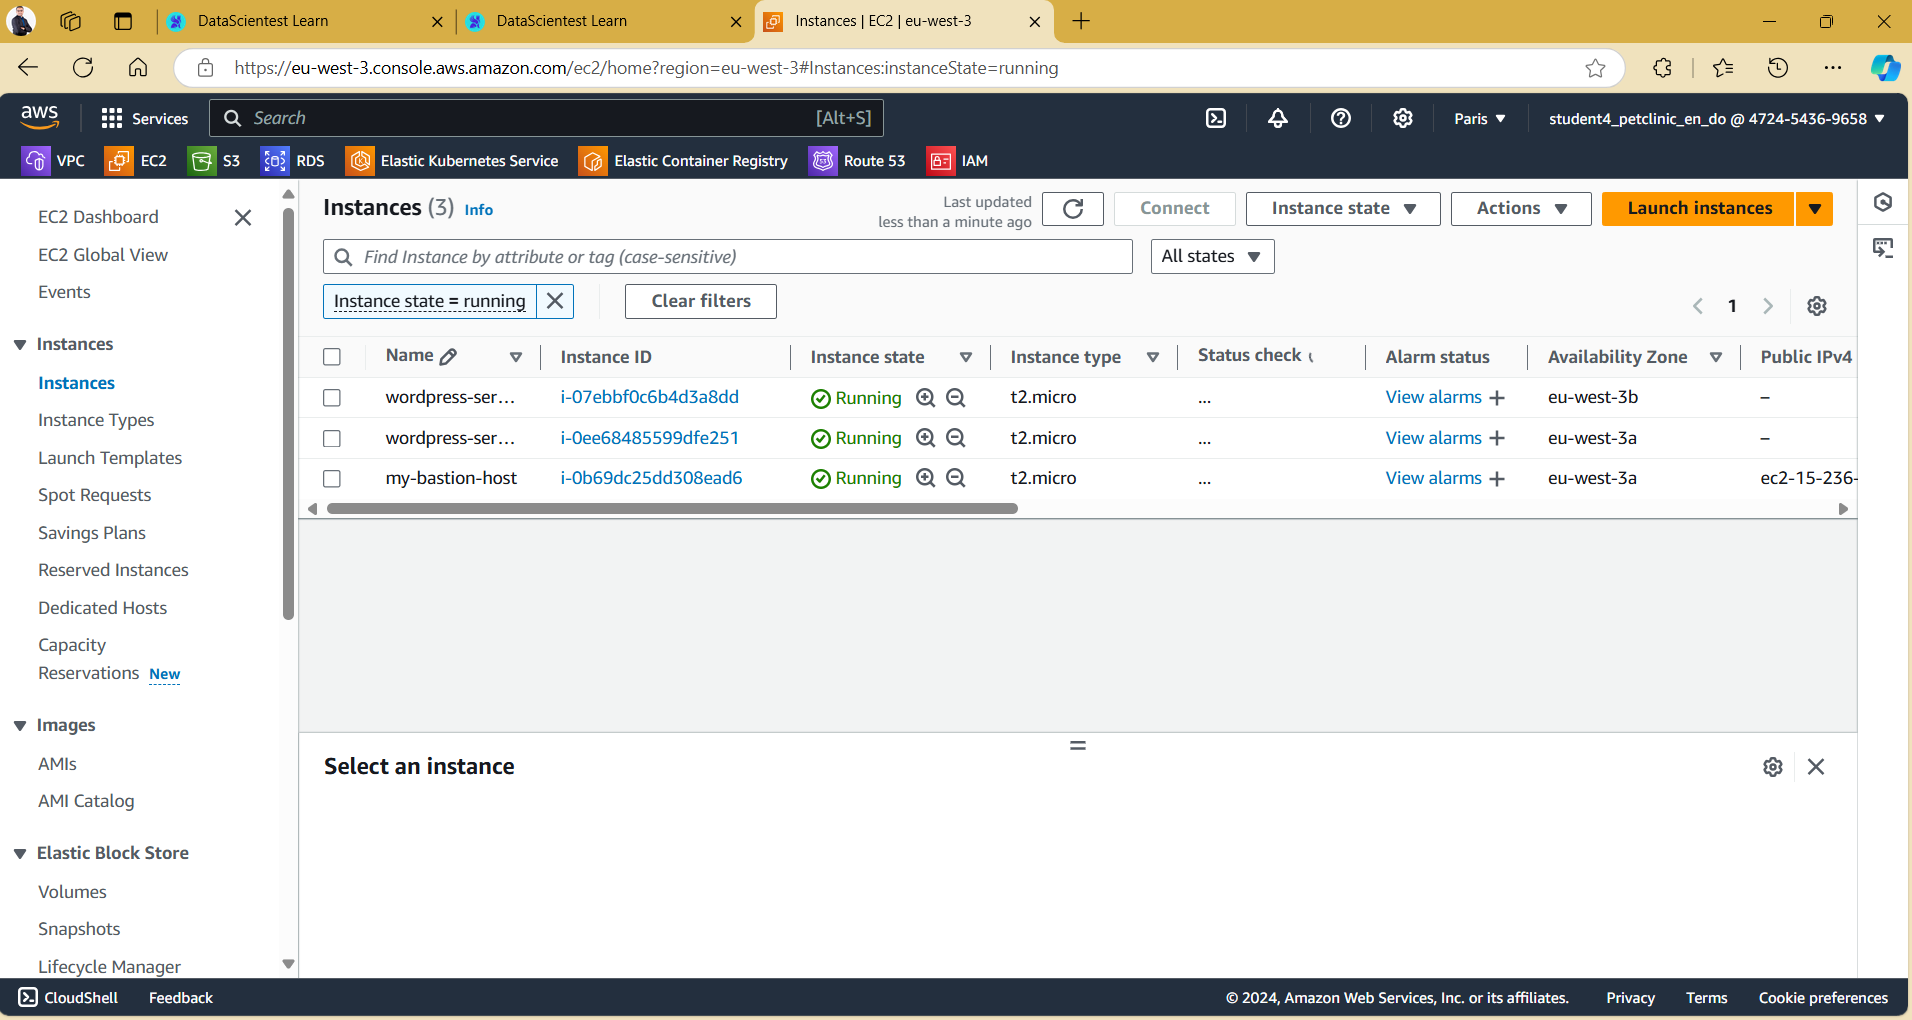 DataScientest Learn
DataScientest Learn
Instances | EC2 | eu-west-3
https://eu-west-3.console.aws.amazon.com/ec2/home?region=eu-west-3#Instances:instanceState=running
aws
Services
Search
[Alt+S]
Paris
student4_petclinic_en_do @ 4724-5436-9658
VPC
EC2
S3
RDS
Elastic Kubernetes Service
Elastic Container Registry
Route 53
IAM
EC2 Dashboard
EC2 Global View
Events
Instances
Instances
Instance Types
Launch Templates
Spot Requests
Savings Plans
Reserved Instances
Dedicated Hosts
Capacity
Reservations New
Images
AMIs
AMI Catalog
Elastic Block Store
Volumes
Snapshots
Lifecycle Manager
Instances (3) Info
Last updated
less than a minute ago
Connect
Instance state
Actions
Launch instances
Find Instance by attribute or tag (case-sensitive)
All states
Instance state = running
Clear filters
1
Name Instance ID Instance state Instance type Status check Alarm status Availability Zone Public IPv4
wordpress-ser... i-07ebbf0c6b4d3a8dd Running t2.micro ... View alarms + eu-west-3b –
wordpress-ser... i-0ee68485599dfe251 Running t2.micro ... View alarms + eu-west-3a –
my-bastion-host i-0b69dc25dd308ead6 Running t2.micro ... View alarms + eu-west-3a ec2-15-236-
Select an instance
CloudShell
Feedback
© 2024, Amazon Web Services, Inc. or its affiliates.
Privacy
Terms
Cookie preferences